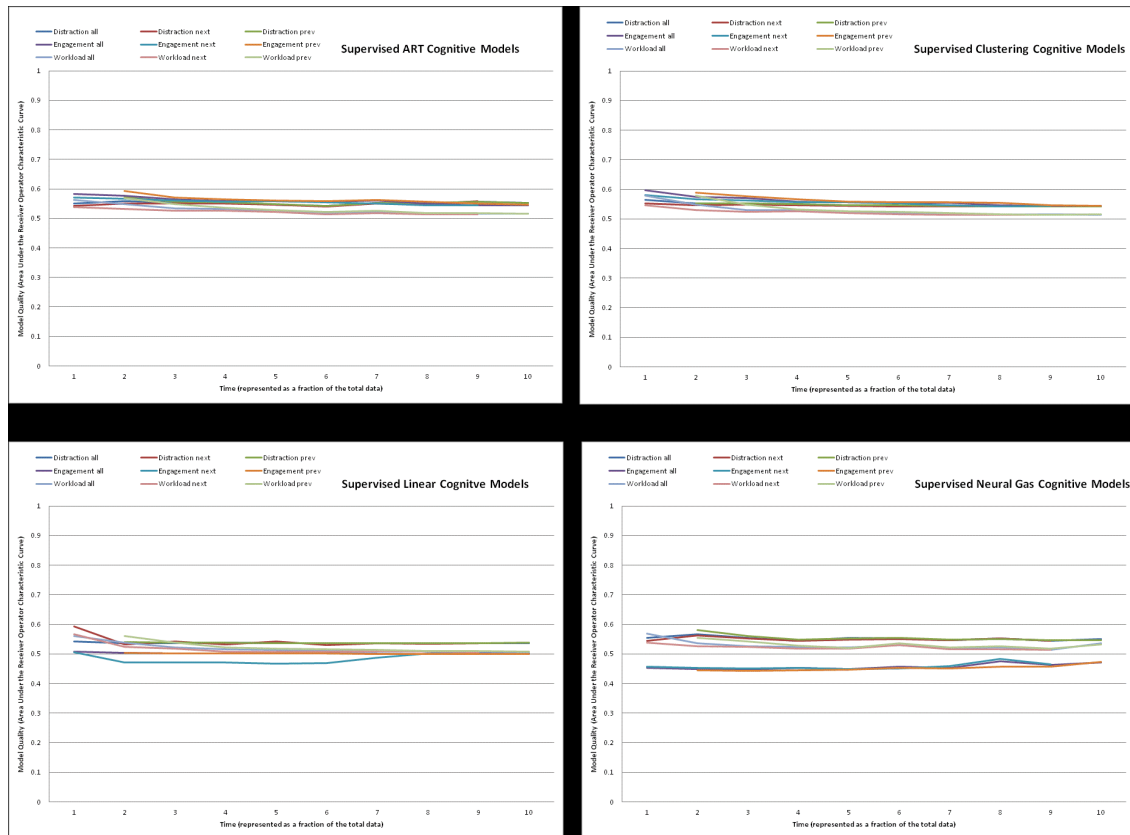 Distraction all Distraction next Distraction prev
Engagement all Engagement next Engagement prev
Workload all Workload next Workload prev
Supervised ART Cognitive Models
Model Quality (Area Under the Receiver Operator Characteristic Curve)
1
0.9
0.8
0.7
0.6
0.5
0.4
0.3
0.2
0.1
0
1 2 3 4 5 6 7 8 9 10
Time (represented as a fraction of the total data)
Distraction all Distraction next Distraction prev
Engagement all Engagement next Engagement prev
Workload all Workload next Workload prev
Supervised Clustering Cognitive Models
Model Quality (Area Under the Receiver Operator Characteristic Curve)
1
0.9
0.8
0.7
0.6
0.5
0.4
0.3
0.2
0.1
0
1 2 3 4 5 6 7 8 9 10
Time (represented as a fraction of the total data)
Distraction all Distraction next Distraction prev
Engagement all Engagement next Engagement prev
Workload all Workload next Workload prev
Supervised Linear Cognitve Models
Model Quality (Area Under the Receiver Operator Characteristic Curve)
1
0.9
0.8
0.7
0.6
0.5
0.4
0.3
0.2
0.1
0
1 2 3 4 5 6 7 8 9 10
Time (represented as a fraction of the total data)
Distraction all Distraction next Distraction prev
Engagement all Engagement next Engagement prev
Workload all Workload next Workload prev
Supervised Neural Gas Cognitive Models
Model Quality (Area Under the Receiver Operator Characteristic Curve)
1
0.9
0.8
0.7
0.6
0.5
0.4
0.3
0.2
0.1
0
1 2 3 4 5 6 7 8 9 10
Time (represented as a fraction of the total data)